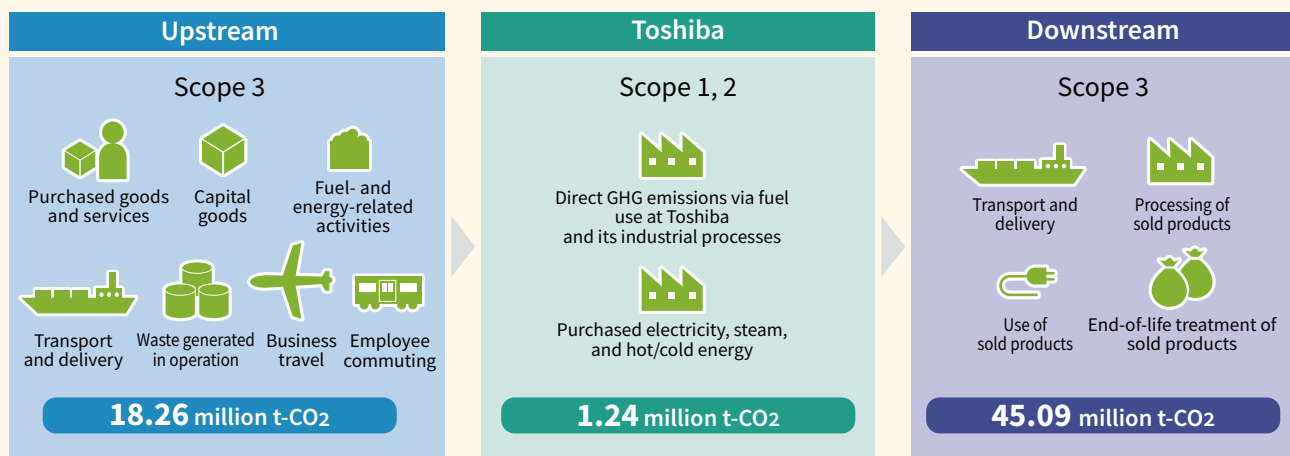 Upstream
Scope 3
Purchased goods
and services
Capital
goods
Fuel- and
energy-related
activities
Transport
and delivery
Waste generated
in operation
Business
travel
Employee
commuting
18.26 million t-CO2
Toshiba
Scope 1, 2
Direct GHG emissions via fuel
use at Toshiba
and its industrial processes
Purchased electricity, steam,
and hot/cold energy
1.24 million t-CO2
Downstream
Scope 3
Transport and
delivery
Processing of
sold products
Use of
sold products
End-of-life treatment of
sold products
45.09 million t-CO2